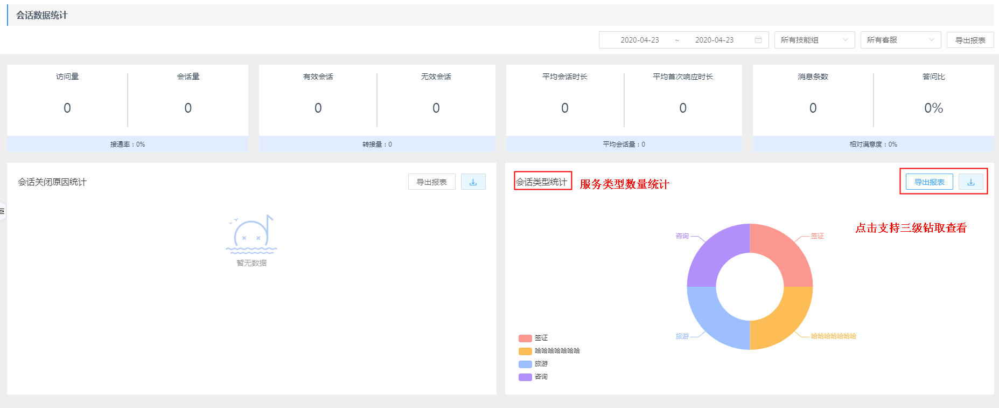 会话数据统计
2020-04-23 ~ 2020-04-23 所有技能组 所有客服 导出报表
访问量 会话量 有效会话 无效会话 平均会话时长 平均首次响应时长 消息条数 答问比
0 0 0 0 0 0 0 0%
接通率：0% 转接量：0 平均会话量：0 相对满意度：0%
会话关闭原因统计 导出报表
暂无数据
会话类型统计 服务类型数量统计 导出报表
点击支持三级钻取查看
咨询 签证
旅游 哈哈哈哈哈哈哈
签证
哈哈哈哈哈哈哈
旅游
咨询